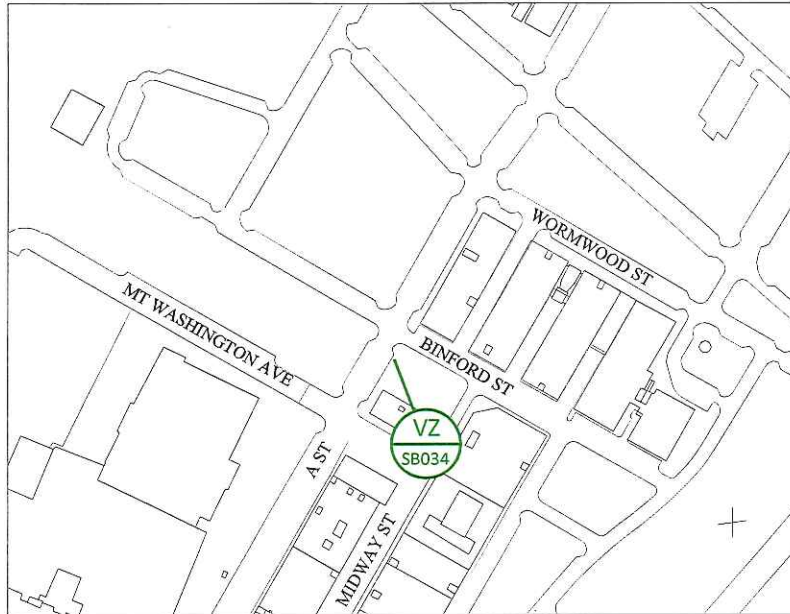 WORMWOOD ST
MT WASHINGTON AVE
BINFORD ST
VZ
SB034
A ST
MIDWAY ST